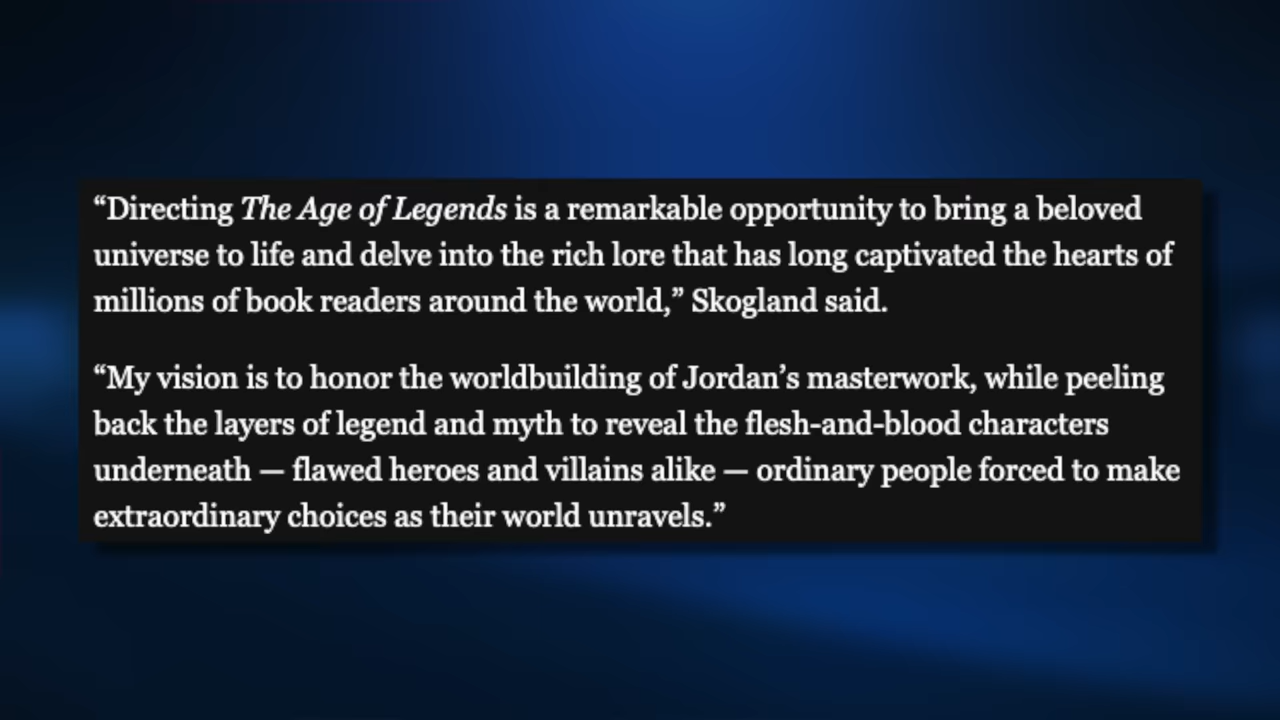 “Directing The Age of Legends is a remarkable opportunity to bring a beloved
universe to life and delve into the rich lore that has long captivated the hearts of
millions of book readers around the world,” Skogland said.
“My vision is to honor the worldbuilding of Jordan’s masterwork, while peeling
back the layers of legend and myth to reveal the flesh-and-blood characters
underneath — flawed heroes and villains alike — ordinary people forced to make
extraordinary choices as their world unravels.”